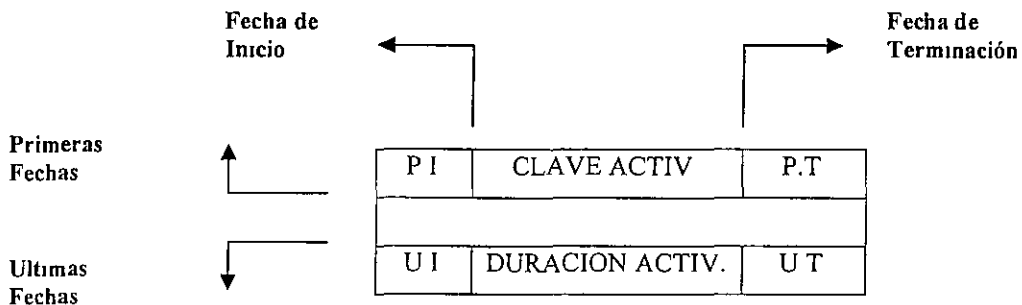 Fecha de
Inicio
Fecha de
Terminación
Primeras
Fechas
P I CLAVE ACTIV P.T
U I DURACION ACTIV. U T
Ultimas
Fechas